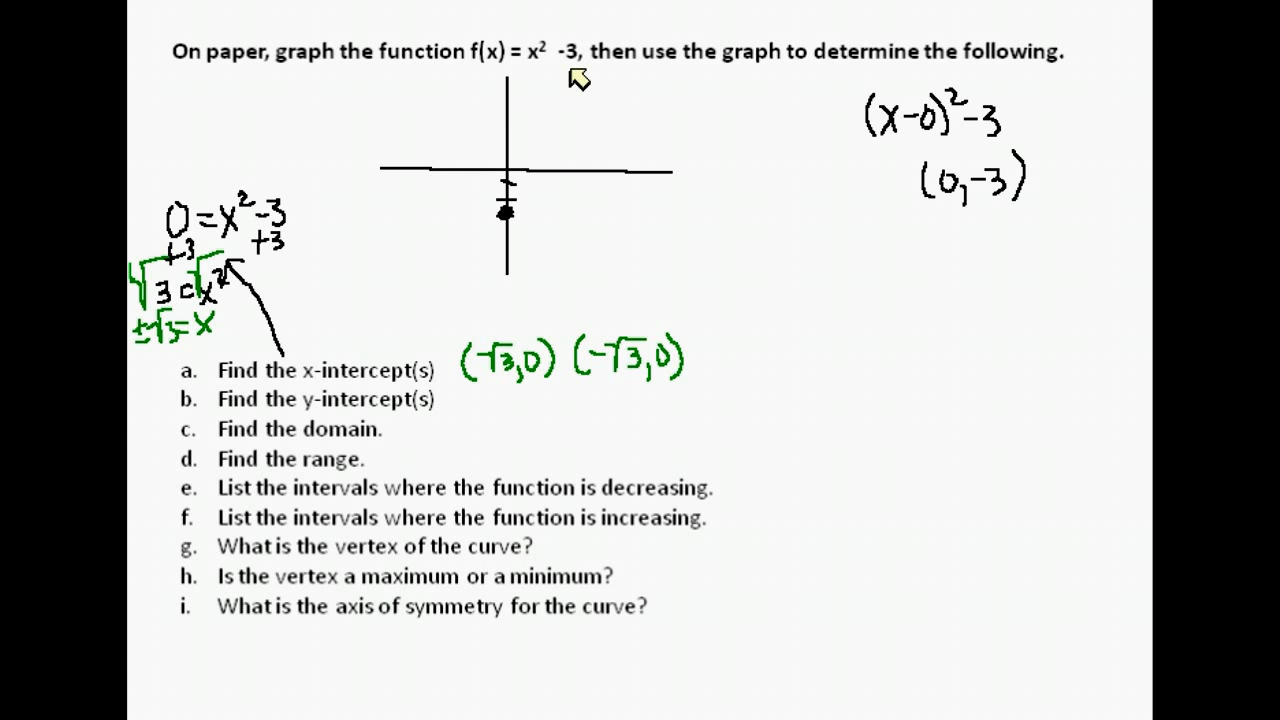 On paper, graph the function f(x) = x² -3, then use the graph to determine the following.
(x-0)²-3
(0,-3)
0=x²-3
+3 +3
√3=√x²
±√3=x
a. Find the x-intercept(s) (√3,0) (-√3,0)
b. Find the y-intercept(s)
c. Find the domain.
d. Find the range.
e. List the intervals where the function is decreasing.
f. List the intervals where the function is increasing.
g. What is the vertex of the curve?
h. Is the vertex a maximum or a minimum?
i. What is the axis of symmetry for the curve?